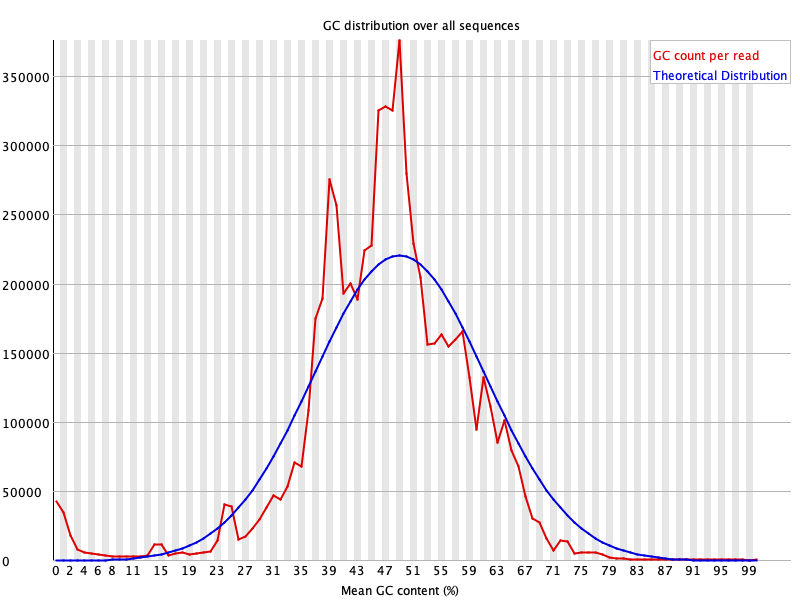 GC distribution over all sequences
GC count per read
Theoretical Distribution
350000
300000
250000
200000
150000
100000
50000
0
0 2 4 6 8 11 15 19 23 27 31 35 39 43 47 51 55 59 63 67 71 75 79 83 87 91 95 99
Mean GC content (%)